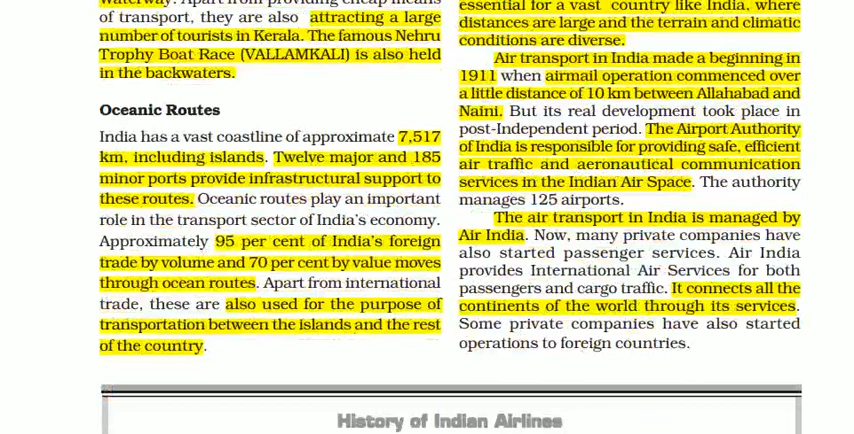 Waterway. Apart from providing cheap means
of transport, they are also attracting a large
number of tourists in Kerala. The famous Nehru
Trophy Boat Race (VALLAMKALI) is also held
in the backwaters.
Oceanic Routes
India has a vast coastline of approximate 7,517
km, including islands. Twelve major and 185
minor ports provide infrastructural support to
these routes. Oceanic routes play an important
role in the transport sector of India's economy.
Approximately 95 per cent of India's foreign
trade by volume and 70 per cent by value moves
through ocean routes. Apart from international
trade, these are also used for the purpose of
transportation between the islands and the rest
of the country.
essential for a vast country like India, where
distances are large and the terrain and climatic
conditions are diverse.
Air transport in India made a beginning in
1911 when airmail operation commenced over
a little distance of 10 km between Allahabad and
Naini. But its real development took place in
post-Independent period. The Airport Authority
of India is responsible for providing safe, efficient
air traffic and aeronautical communication
services in the Indian Air Space. The authority
manages 125 airports.
The air transport in India is managed by
Air India. Now, many private companies have
also started passenger services. Air India
provides International Air Services for both
passengers and cargo traffic. It connects all the
continents of the world through its services.
Some private companies have also started
operations to foreign countries.
History of Indian Airlines